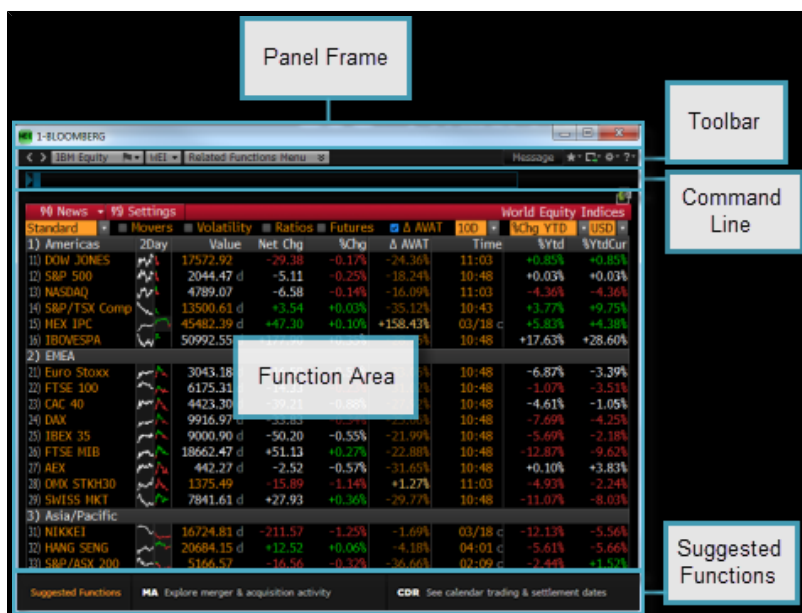 Panel Frame
Toolbar
1-BLOOMBERG
IBM Equity WEI Related Functions Menu Message ?
Command
Line
90 News 99 Settings World Equity Indices
Standard Movers Volatility Ratios Futures Δ AVAT 10D %Chg YTD USD
1) Americas 2Day Value Net Chg %Chg Δ AVAT Time %Ytd %YtdCur
11) DOW JONES 17572.92 -29.38 -0.17% -24.36% 11:03 +0.85% +0.85%
12) S&P 500 2044.47 d -5.11 -0.25% -18.24% 10:48 +0.03% +0.03%
13) NASDAQ 4789.07 -6.58 -0.14% -16.09% 11:03 -4.36% -4.36%
14) S&P/TSX Comp 13500.61 d +3.54 +0.03% -35.12% 10:43 +3.77% +9.75%
15) MEX IPC 45482.39 d +47.30 +0.10% +158.43% 03/18 c +5.83% +4.38%
16) IBOVESPA 50992.55 10:48 +17.63% +28.60%
2) EMEA
Function Area
21) Euro Stoxx 3043.18 10:48 -6.87% -3.39%
22) FTSE 100 6175.31 10:48 -1.07% -3.51%
23) CAC 40 4423.30 10:48 -4.61% -1.05%
24) DAX 9916.97 d 10:48 -7.69% -4.25%
25) IBEX 35 9000.90 d -50.20 -0.55% -21.99% 10:48 -5.69% -2.18%
26) FTSE MIB 18662.47 d +51.13 +0.27% -22.88% 10:48 -12.87% -9.62%
27) AEX 442.27 d -2.52 -0.57% -31.65% 10:48 +0.10% +3.83%
28) OMX STKH30 1375.49 -15.89 -1.14% +1.27% 11:03 -4.93% -2.24%
29) SWISS MKT 7841.61 d +27.93 +0.36% -29.77% 10:48 -11.07% -8.03%
3) Asia/Pacific
31) NIKKEI 16724.81 d -211.57 -1.25% -1.69% 03/18 c -12.13% -5.56%
32) HANG SENG 20684.15 d +12.52 +0.06% -4.18% 04:01 c -5.61% -5.66%
33) S&P/ASX 200 5166.57 -16.56 -0.32% -36.66% 02:09 c -2.44% +1.52%
Suggested
Functions
Suggested Functions MA Explore merger & acquisition activity CDR See calendar trading & settlement dates